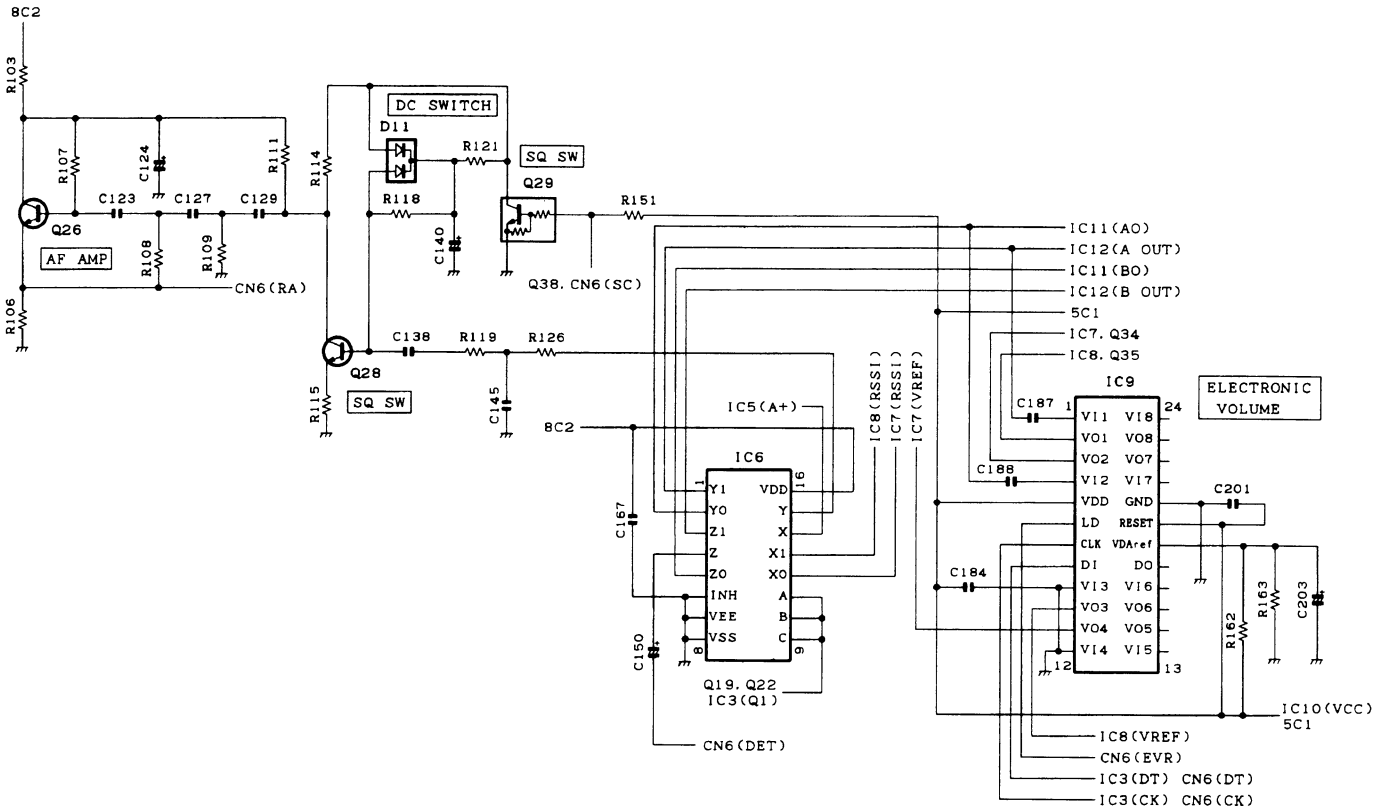 8C2
R103
R107
C124
R111
R114
DC SWITCH
D11
R121
SQ SW
Q29
R118
C140
R151
C123
C127
C129
Q26
AF AMP
R108
R109
CN6(RA)
R106
Q38. CN6(SC)
IC11(AO)
IC12(A OUT)
IC11(BO)
IC12(B OUT)
5C1
IC7. Q34
IC8. Q35
Q28
SQ SW
R115
C138
R119
R126
C145
IC5(A+)
IC8(RSSI)
IC7(RSSI)
IC7(VREF)
8C2
C167
C150
IC6
1
16
Y1
VDD
Y0
Y
Z1
X
Z
X1
Z0
X0
INH
A
VEE
B
VSS
C
8
9
Q19. Q22
IC3(Q1)
CN6(DET)
IC9
ELECTRONIC
VOLUME
C187
C188
C184
1
24
VI1
VI8
VO1
VO8
VO2
VO7
VI2
VI7
VDD
GND
LD
RESET
CLK
VDAref
DI
DO
VI3
VI6
VO3
VO6
VO4
VO5
VI4
VI5
12
13
C201
R162
R163
C203
IC10(VCC)
5C1
IC8(VREF)
CN6(EVR)
IC3(DT) CN6(DT)
IC3(CK) CN6(CK)